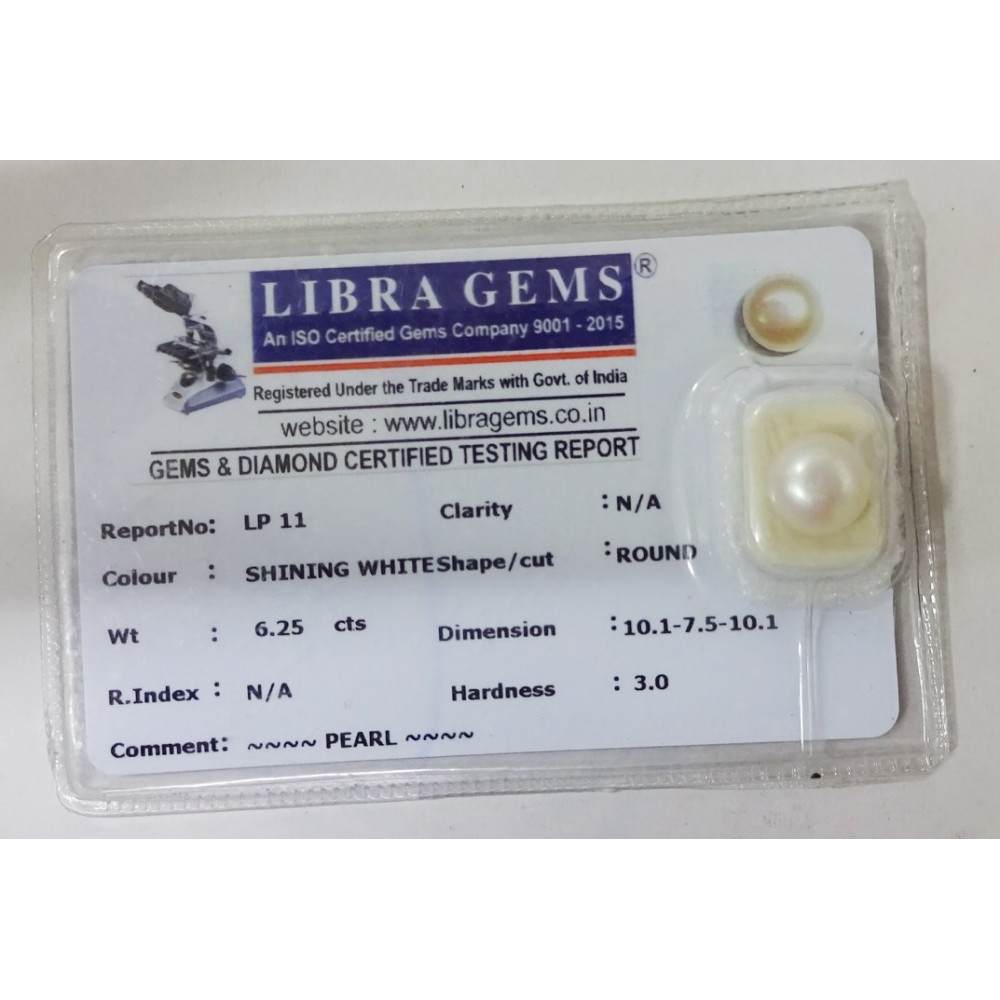 LIBRA GEMS®
An ISO Certified Gems Company 9001 - 2015
Registered Under the Trade Marks with Govt. of India
website : www.libragems.co.in
GEMS & DIAMOND CERTIFIED TESTING REPORT
ReportNo: LP 11 Clarity : N/A
Colour : SHINING WHITE Shape/cut : ROUND
Wt : 6.25 cts Dimension : 10.1-7.5-10.1
R.Index : N/A Hardness : 3.0
Comment: ~~~~ PEARL ~~~~